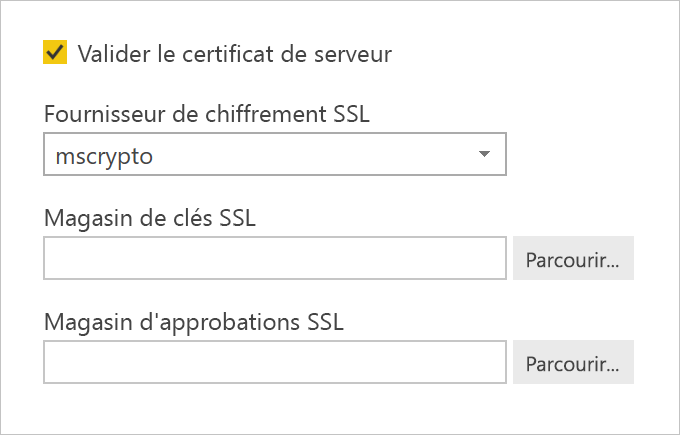 Valider le certificat de serveur
Fournisseur de chiffrement SSL
mscrypto
Magasin de clés SSL
Parcourir...
Magasin d'approbations SSL
Parcourir...